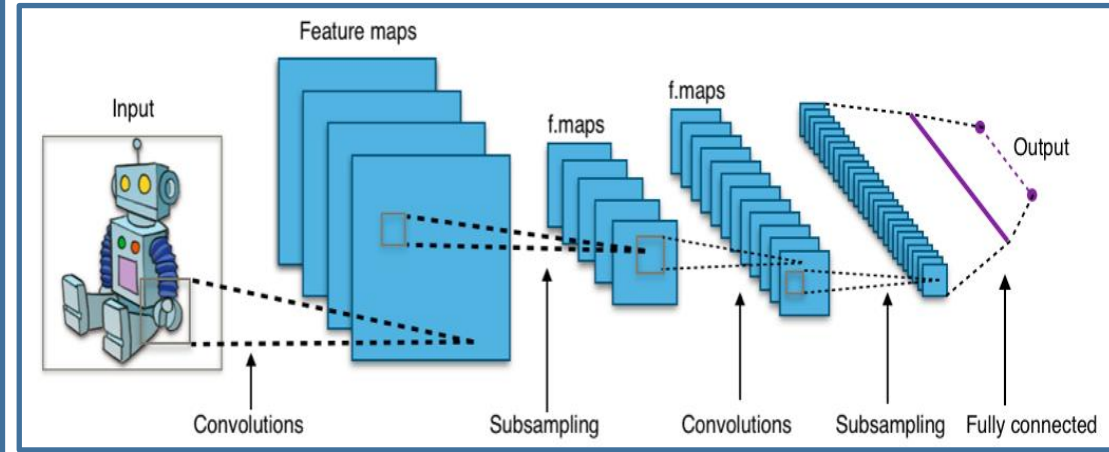 Feature maps
f.maps
Input
f.maps
Output
Convolutions
Subsampling
Convolutions
Subsampling
Fully connected